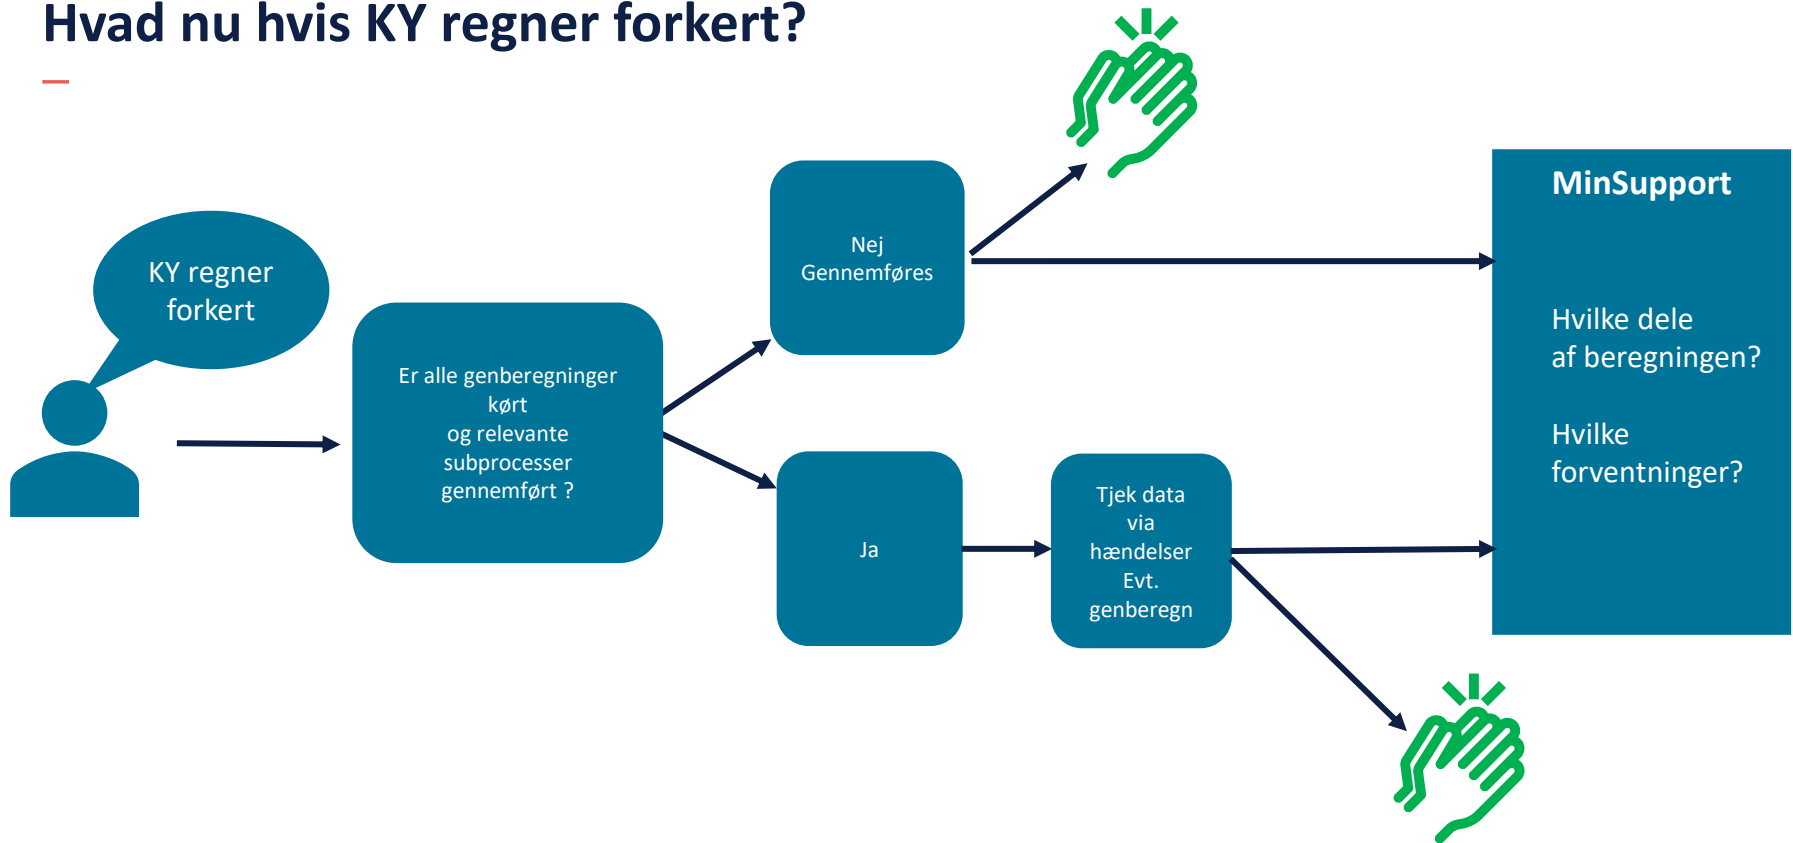 Hvad nu hvis KY regner forkert?
KY regner
forkert
Er alle genberegninger
kørt
og relevante
subprocesser
gennemført ?
Nej
Gennemføres
Ja
Tjek data
via
hændelser
Evt.
genberegn
MinSupport
Hvilke dele
af beregningen?
Hvilke
forventninger?